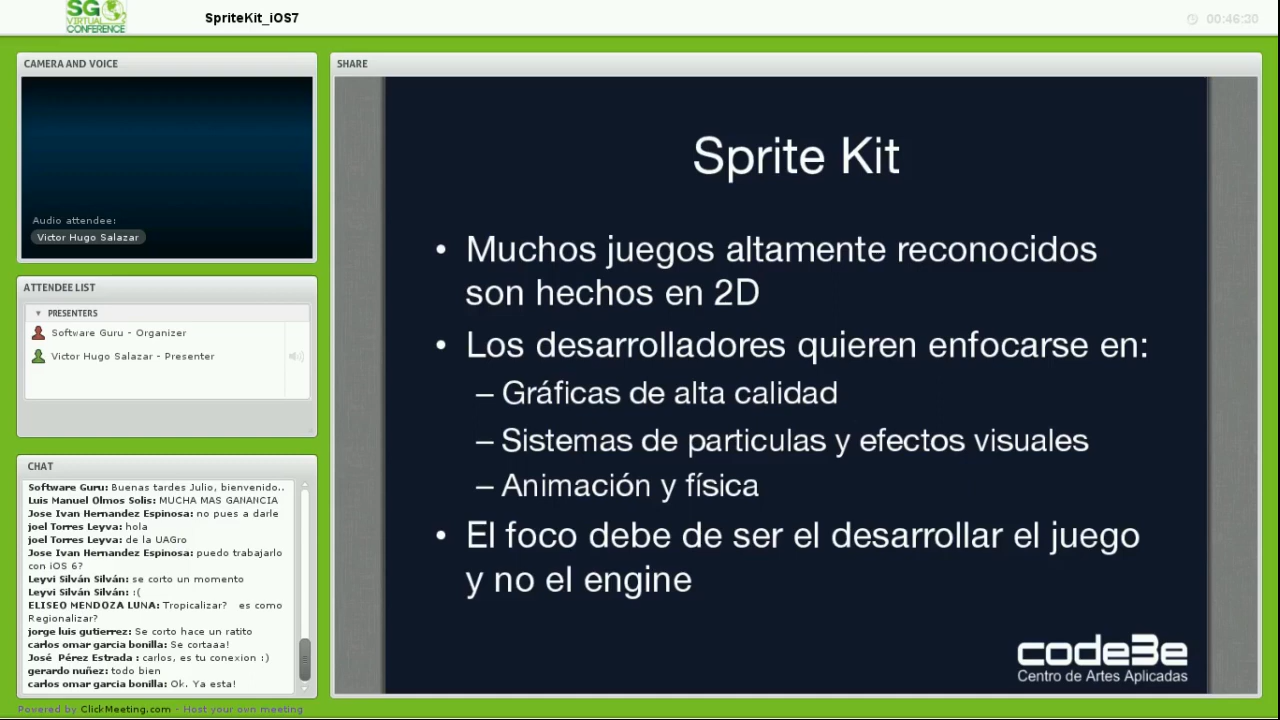 SG
VIRTUAL
CONFERENCE
SpriteKit_iOS7
00:46:30
CAMERA AND VOICE
Audio attendee:
Victor Hugo Salazar
ATTENDEE LIST
PRESENTERS
Software Guru - Organizer
Victor Hugo Salazar - Presenter
CHAT
Software Guru: Buenas tardes Julio, bienvenido..
Luis Manuel Olmos Solis: MUCHA MAS GANANCIA
Jose Ivan Hernandez Espinosa: no pues a darle
joel Torres Leyva: hola
joel Torres Leyva: de la UAGro
Jose Ivan Hernandez Espinosa: puedo trabajarlo
con iOS 6?
Leyvi Silván Silván: se corto un momento
Leyvi Silván Silván: :(
ELISEO MENDOZA LUNA: Tropicalizar? es como
Regionalizar?
jorge luis gutierrez: Se corto hace un ratito
carlos omar garcia bonilla: Se cortaaa!
José Pérez Estrada : carlos, es tu conexion :)
gerardo nuñez: todo bien
carlos omar garcia bonilla: Ok. Ya esta!
Powered by ClickMeeting.com - Host your own meeting
SHARE
Sprite Kit
• Muchos juegos altamente reconocidos
son hechos en 2D
• Los desarrolladores quieren enfocarse en:
– Gráficas de alta calidad
– Sistemas de particulas y efectos visuales
– Animación y física
• El foco debe de ser el desarrollar el juego
y no el engine
code3e
Centro de Artes Aplicadas